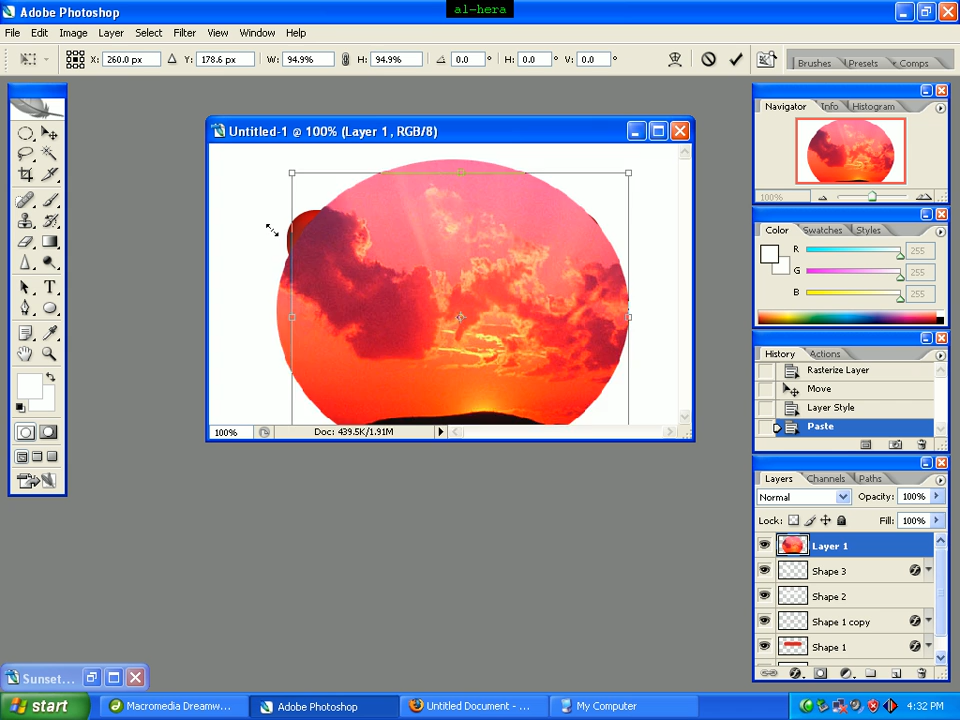 al-hera
Adobe Photoshop
File Edit Image Layer Select Filter View Window Help
X: 260.0 px Y: 178.6 px W: 94.9% H: 94.9% 0.0 ° H: 0.0 ° V: 0.0 °
Brushes Presets Comps
Untitled-1 @ 100% (Layer 1, RGB/8)
100% Doc: 439.5K/1.91M
Navigator Info Histogram
100%
Color Swatches Styles
R 255
G 255
B 255
History Actions
Rasterize Layer
Move
Layer Style
Paste
Layers Channels Paths
Normal Opacity: 100%
Lock: Fill: 100%
Layer 1
Shape 3
Shape 2
Shape 1 copy
Shape 1
Sunset...
start Macromedia Dreamw... Adobe Photoshop Untitled Document - ... My Computer 4:32 PM